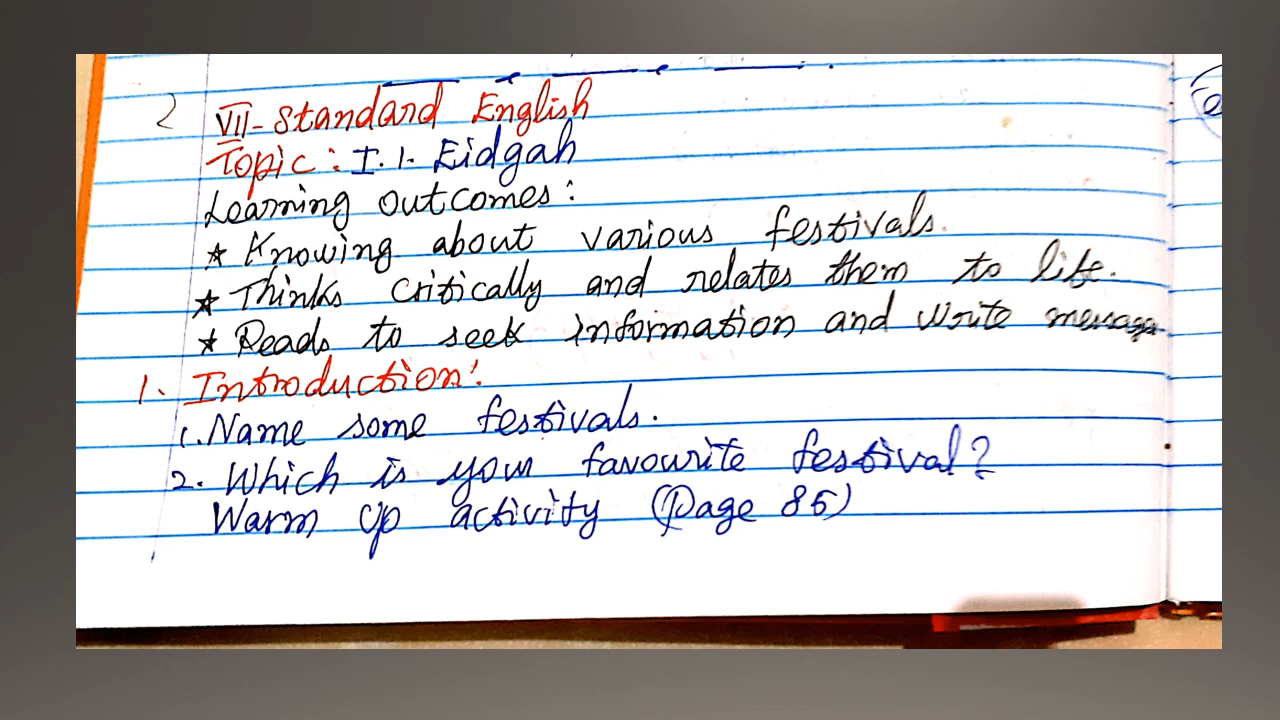 2 VII - Standard English
Topic : I. 1. Eidgah
Learning outcomes :
* Knowing about various festivals.
* Thinks critically and relates them to life.
* Reads to seek information and write message
1. Introduction :
1. Name some festivals.
2. Which is your favourite festival?
Warm up activity (Page 85)